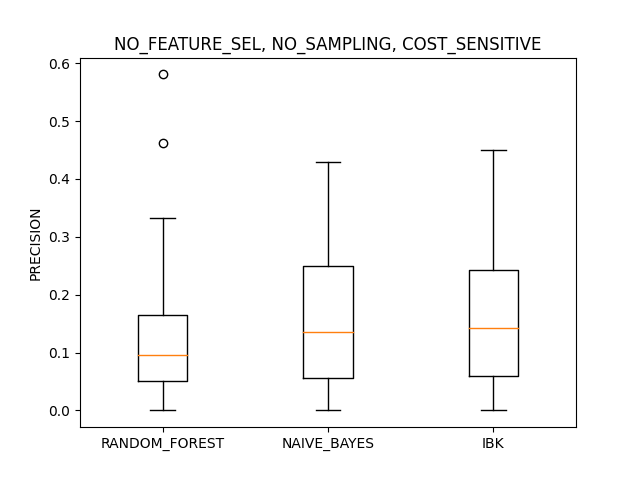 NO_FEATURE_SEL, NO_SAMPLING, COST_SENSITIVE
0.6
0.5
0.4
0.3
0.2
0.1
0.0
PRECISION
RANDOM_FOREST
NAIVE_BAYES
IBK